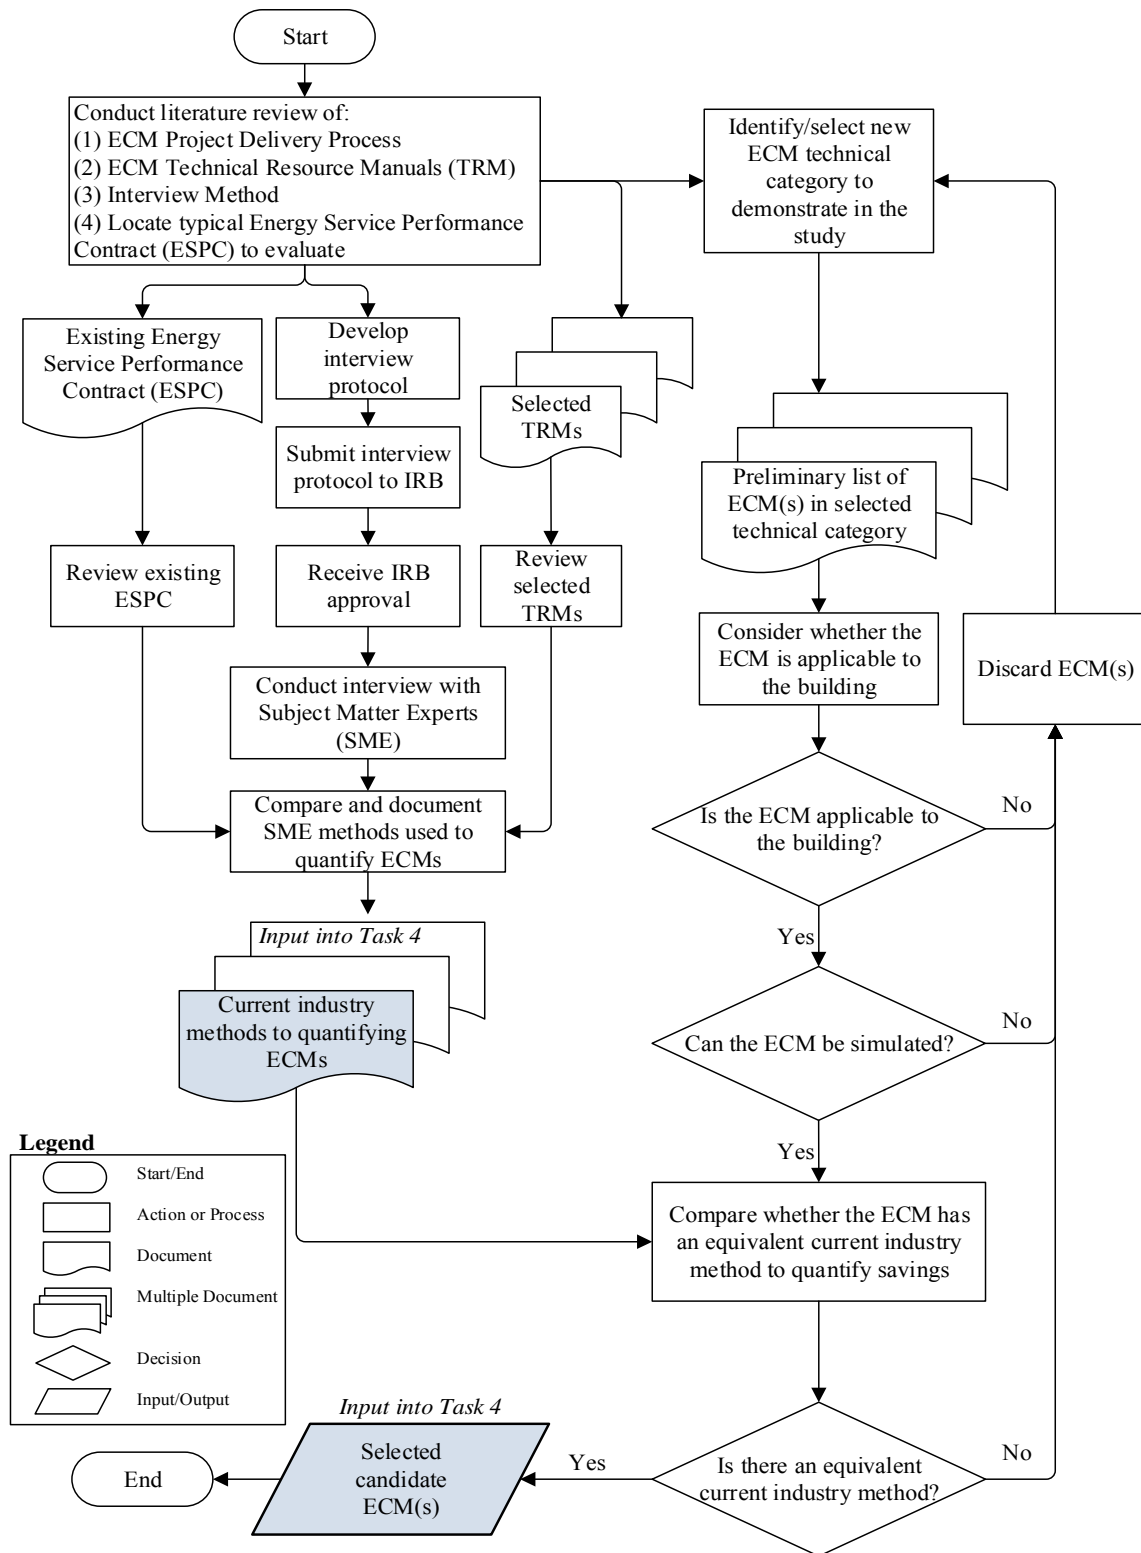 Start
Conduct literature review of:
(1) ECM Project Delivery Process
(2) ECM Technical Resource Manuals (TRM)
(3) Interview Method
(4) Locate typical Energy Service Performance
Contract (ESPC) to evaluate
Identify/select new
ECM technical
category to
demonstrate in the
study
Existing Energy
Service Performance
Contract (ESPC)
Develop
interview
protocol
Selected
TRMs
Submit interview
protocol to IRB
Preliminary list of
ECM(s) in selected
technical category
Review existing
ESPC
Receive IRB
approval
Review
selected
TRMs
Consider whether the
ECM is applicable to
the building
Discard ECM(s)
Conduct interview with
Subject Matter Experts
(SME)
Compare and document
SME methods used to
quantify ECMs
Is the ECM applicable to
the building?
No
Yes
Input into Task 4
Current industry
methods to quantifying
ECMs
Can the ECM be simulated?
No
Yes
Compare whether the ECM has
an equivalent current industry
method to quantify savings
Legend
Start/End
Action or Process
Document
Multiple Document
Decision
Input/Output
Input into Task 4
Is there an equivalent
current industry method?
No
Yes
Selected
candidate
ECM(s)
End